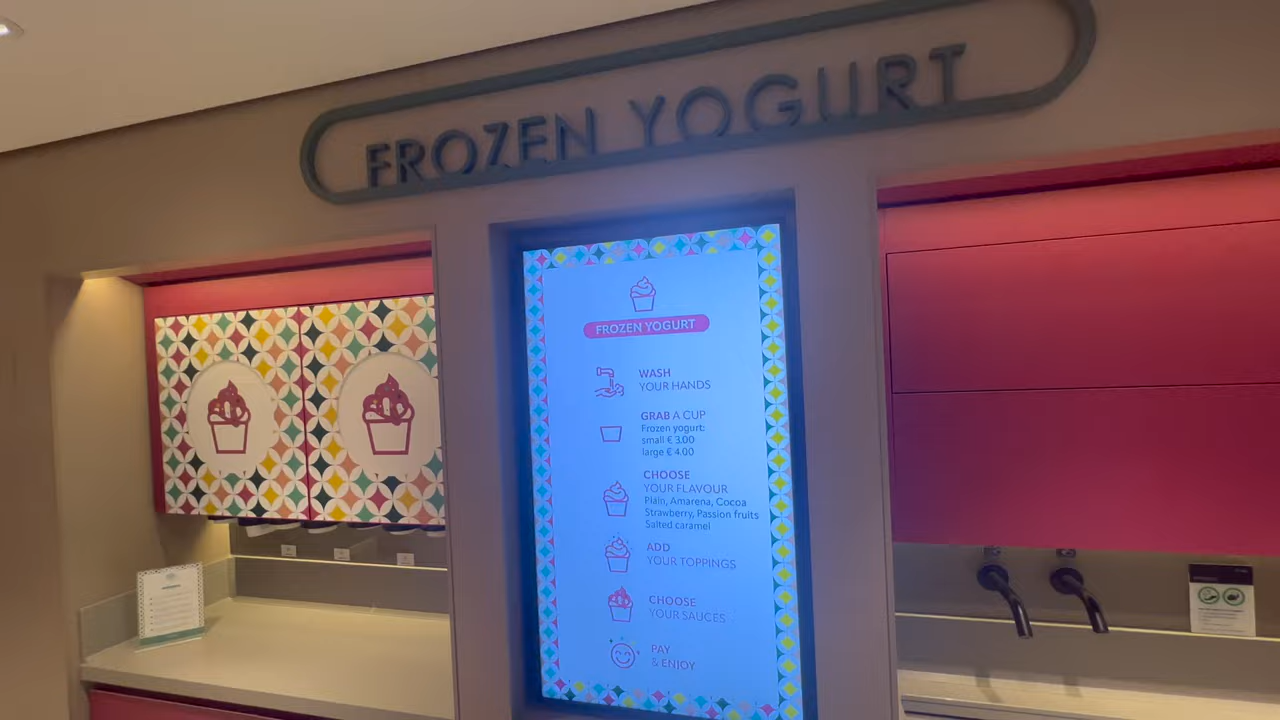 FROZEN YOGURT
FROZEN YOGURT
WASH
YOUR HANDS
GRAB A CUP
Frozen yogurt:
small € 3.00
large € 4.00
CHOOSE
YOUR FLAVOUR
Plain, Amarena, Cocoa
Strawberry, Passion fruits
Salted caramel
ADD
YOUR TOPPINGS
CHOOSE
YOUR SAUCES
PAY
& ENJOY